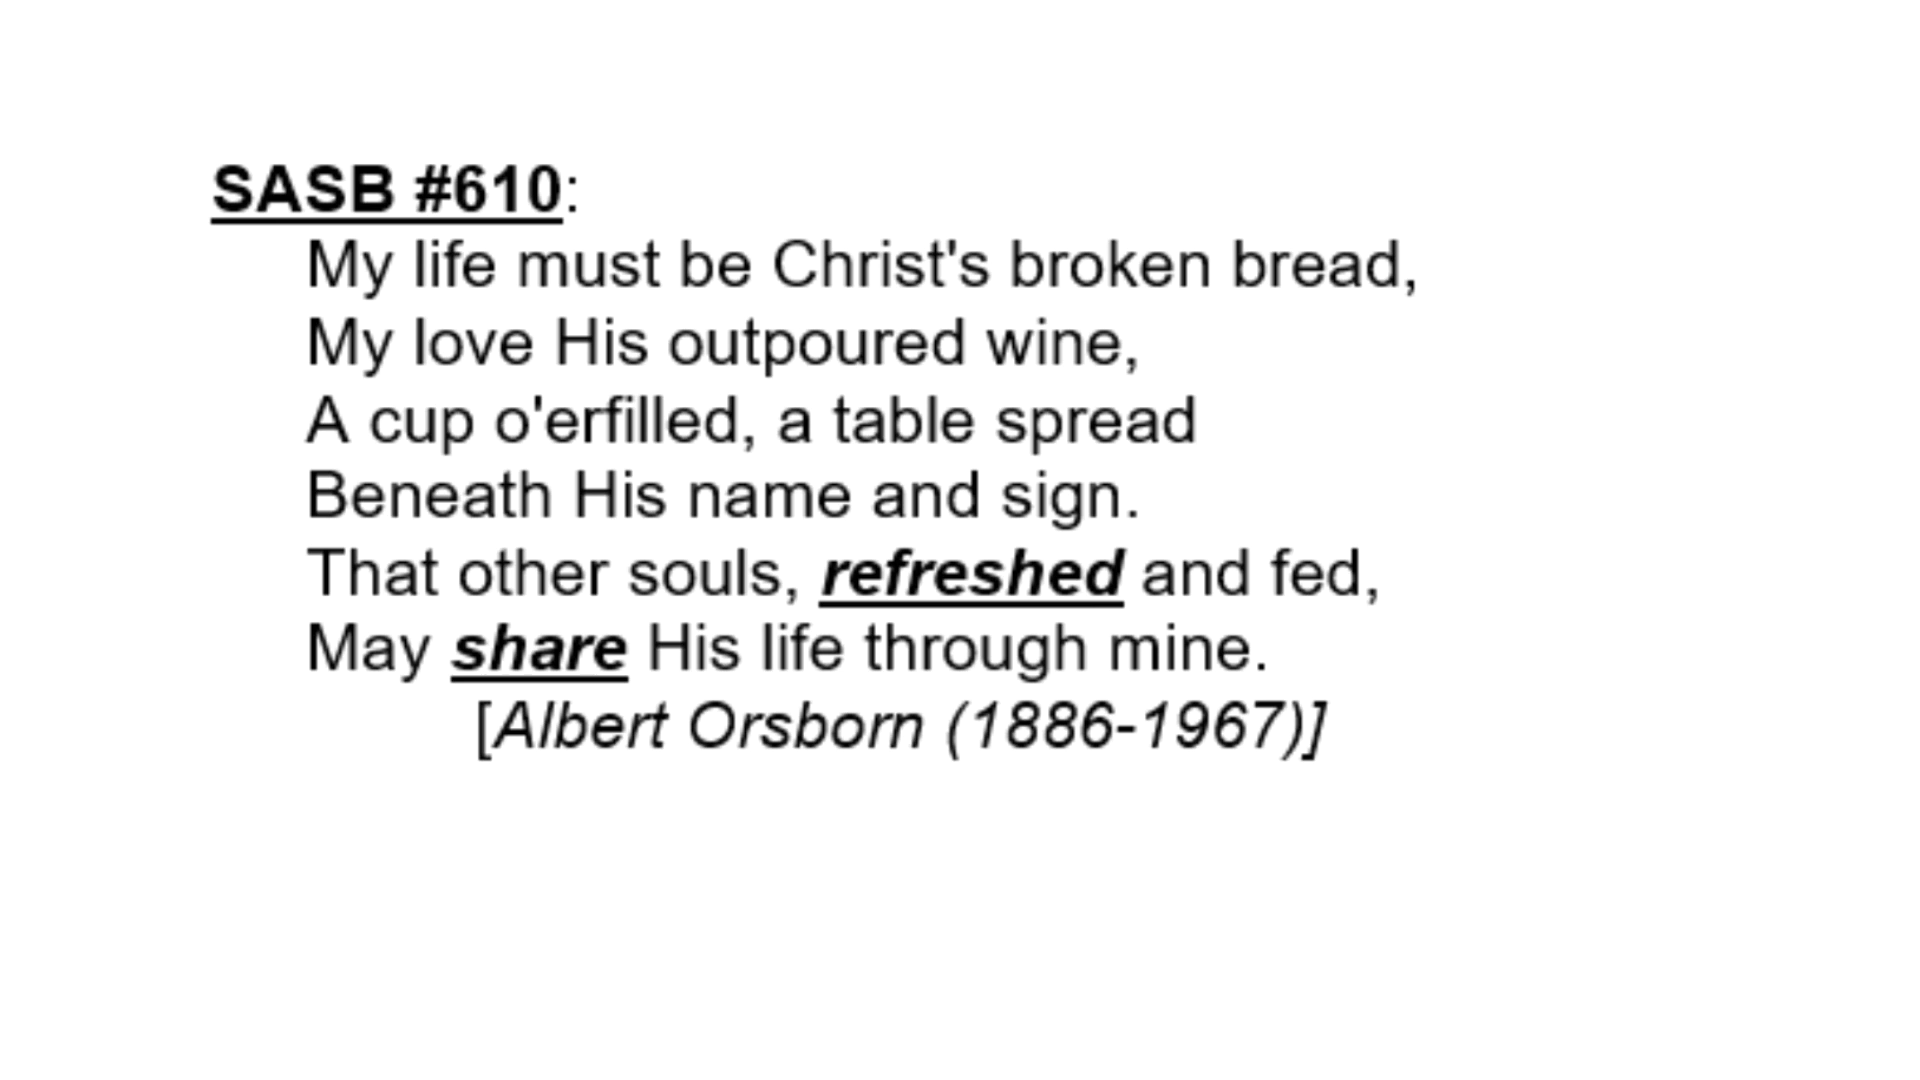 SASB #610:
My life must be Christ's broken bread,
My love His outpoured wine,
A cup o'erfilled, a table spread
Beneath His name and sign.
That other souls, refreshed and fed,
May share His life through mine.
[Albert Orsborn (1886-1967)]